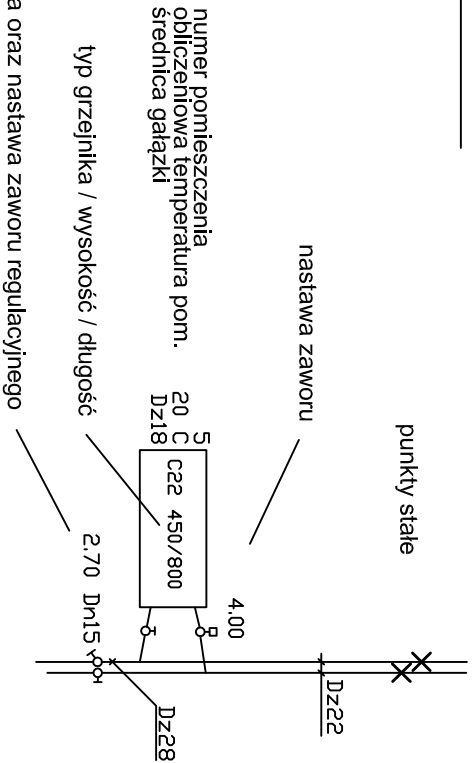 punkty stałe
nastawa zaworu
numer pomieszczenia
obliczeniowa temperatura pom.
średnica gałązki
typ grzejnika / wysokość / długość
a oraz nastawa zaworu regulacyjnego
5
20 C
Dz18
C22 450/800
4.00
2.70 Dn15
Dz22
Dz28